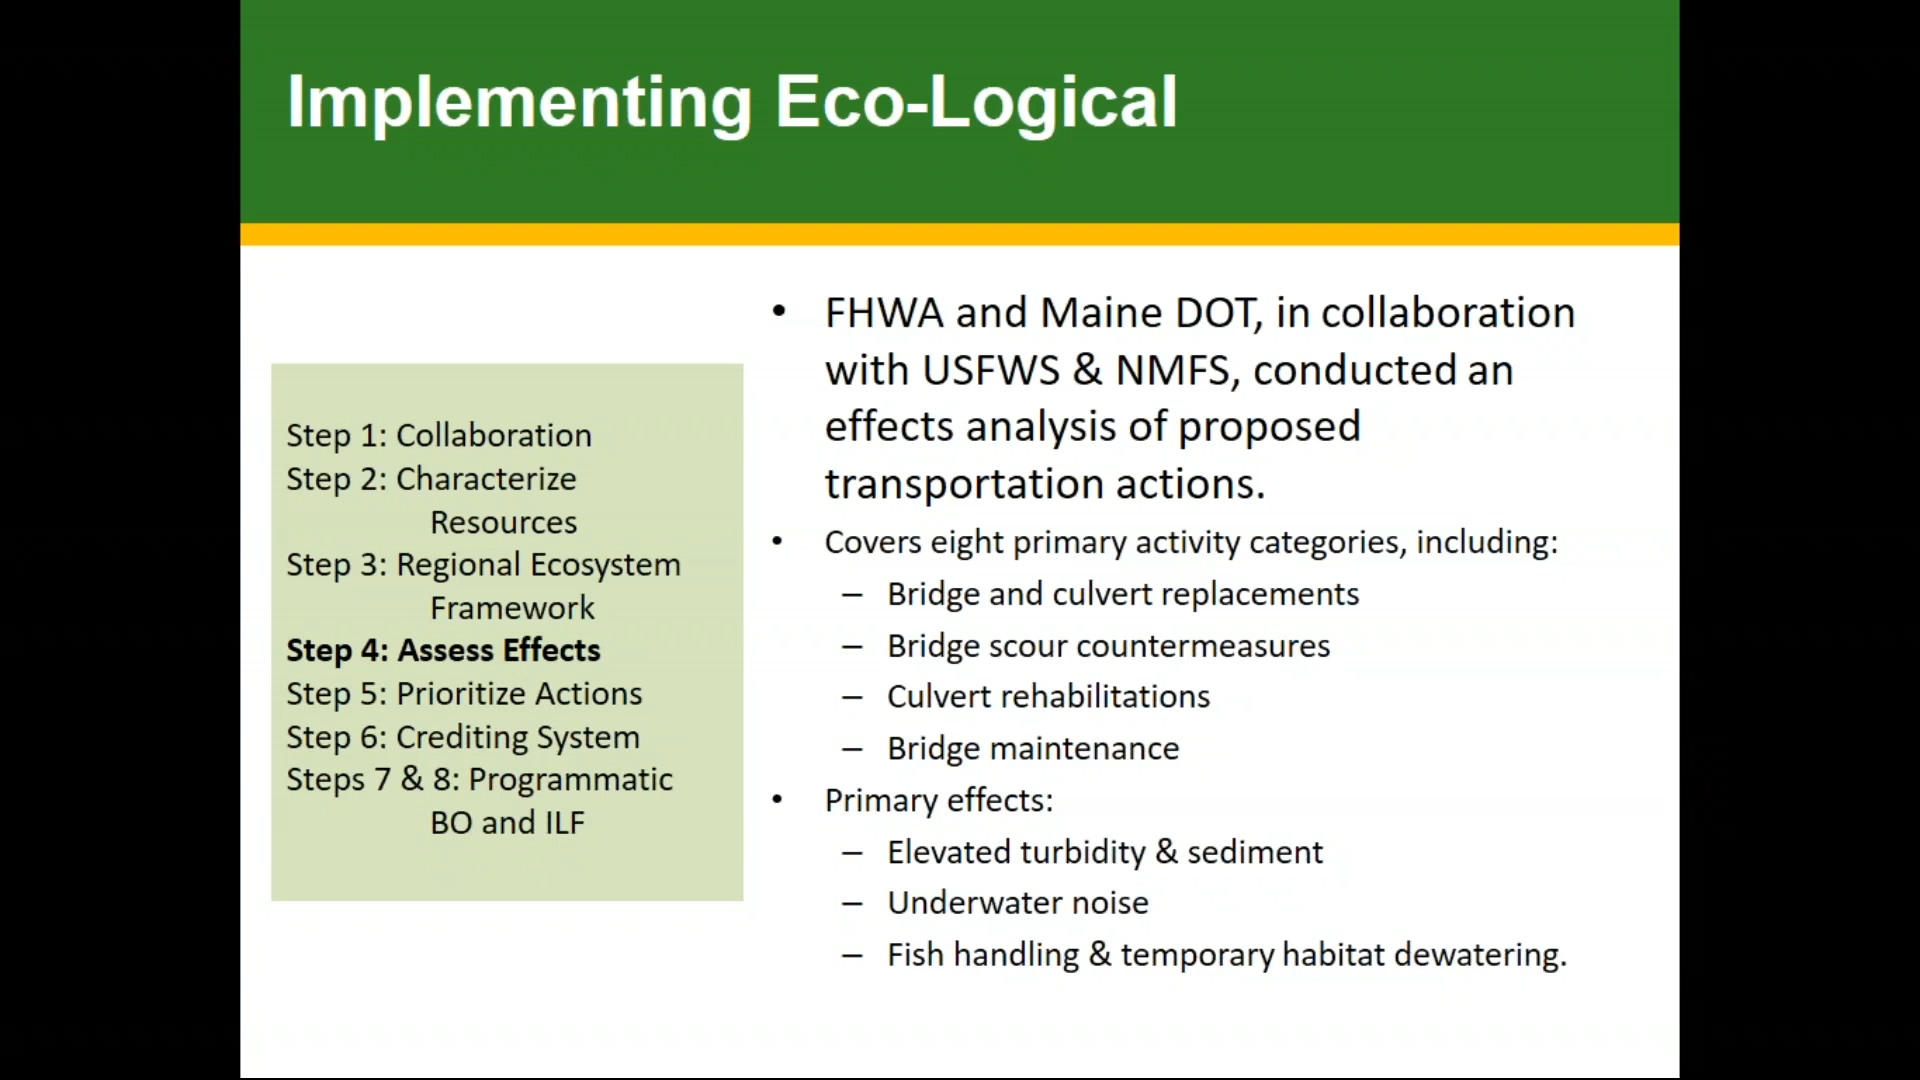 Implementing Eco-Logical
Step 1: Collaboration
Step 2: Characterize
Resources
Step 3: Regional Ecosystem
Framework
Step 4: Assess Effects
Step 5: Prioritize Actions
Step 6: Crediting System
Steps 7 & 8: Programmatic
BO and ILF
• FHWA and Maine DOT, in collaboration
with USFWS & NMFS, conducted an
effects analysis of proposed
transportation actions.
• Covers eight primary activity categories, including:
– Bridge and culvert replacements
– Bridge scour countermeasures
– Culvert rehabilitations
– Bridge maintenance
• Primary effects:
– Elevated turbidity & sediment
– Underwater noise
– Fish handling & temporary habitat dewatering.